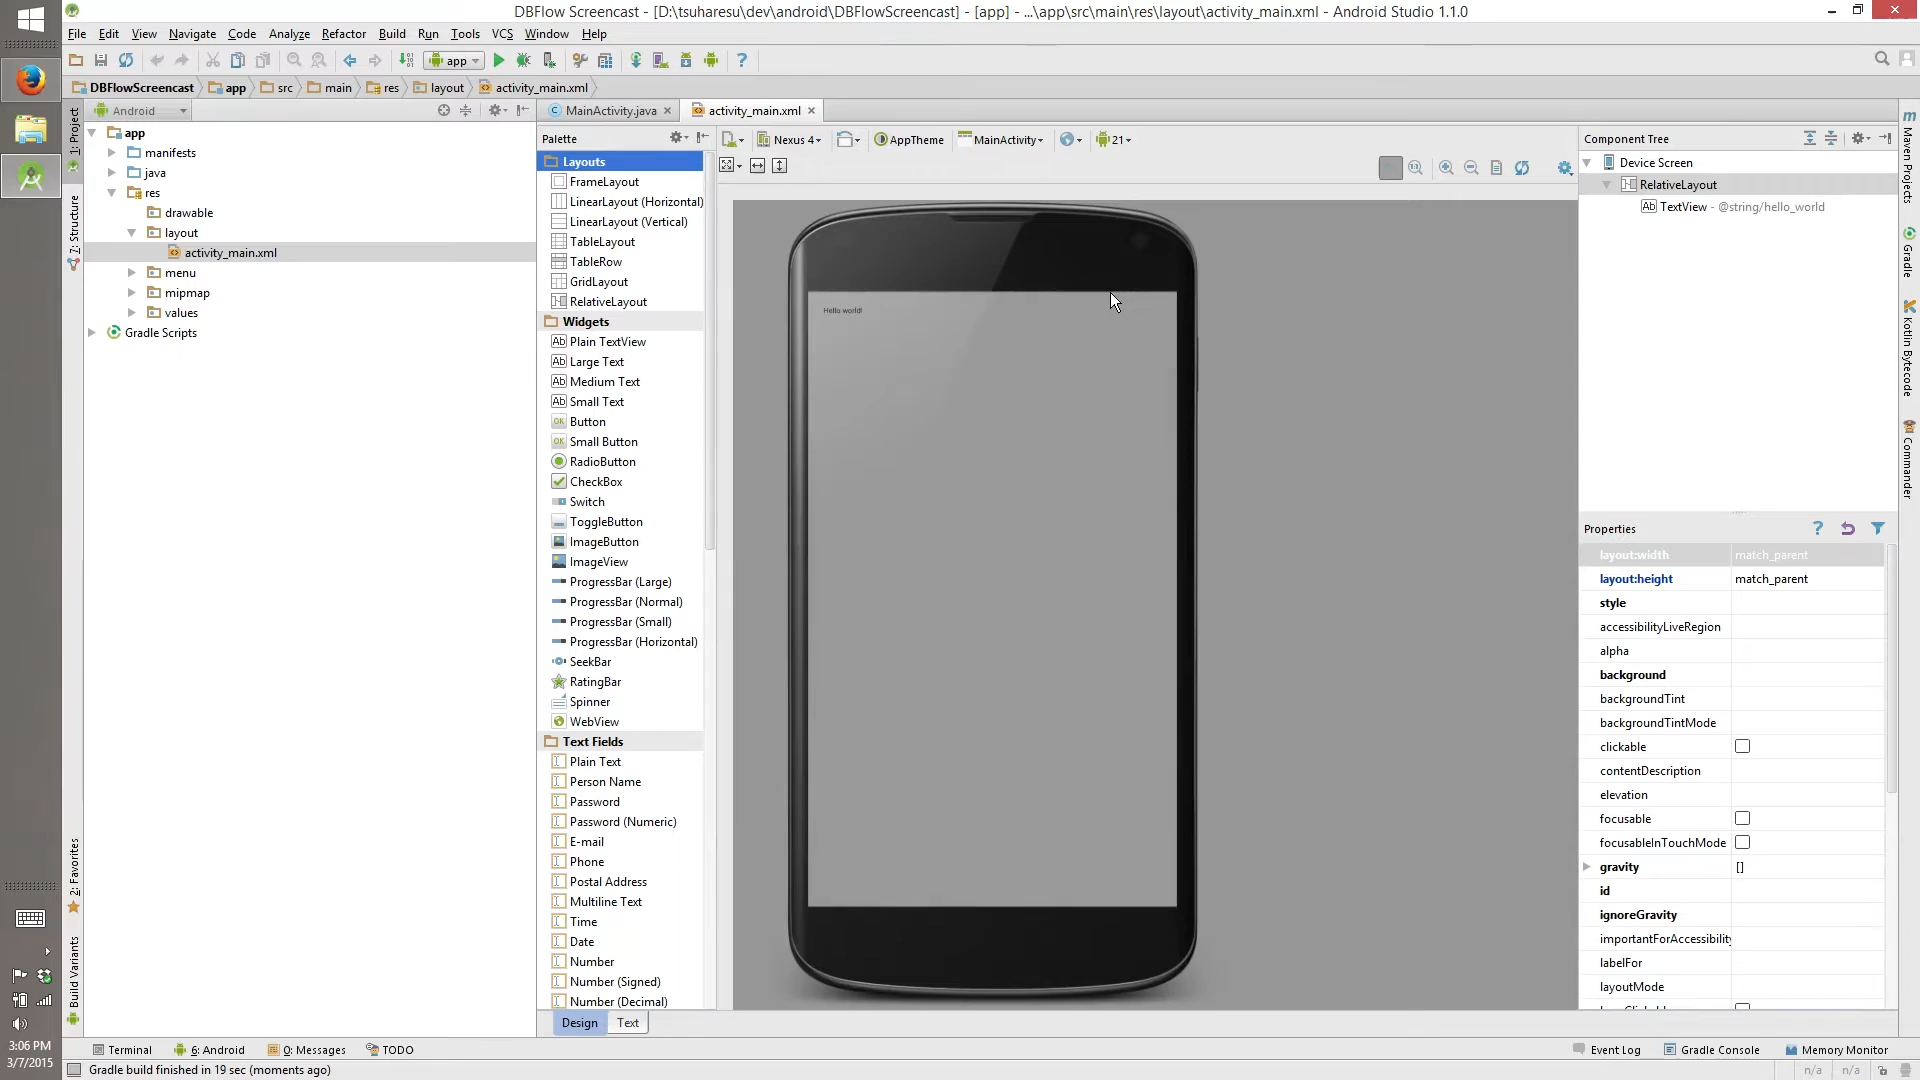 DBFlow Screencast - [D:\tsuharesu\dev\android\DBFlowScreencast] - [app] - ...\app\src\main\res\layout\activity_main.xml - Android Studio 1.1.0
File Edit View Navigate Code Analyze Refactor Build Run Tools VCS Window Help
app
DBFlowScreencast app src main res layout activity_main.xml
1: Project
7: Structure
2: Favorites
Build Variants
Android
app
manifests
java
res
drawable
layout
activity_main.xml
menu
mipmap
values
Gradle Scripts
MainActivity.java activity_main.xml
Palette
Layouts
FrameLayout
LinearLayout (Horizontal)
LinearLayout (Vertical)
TableLayout
TableRow
GridLayout
RelativeLayout
Widgets
Plain TextView
Large Text
Medium Text
Small Text
Button
Small Button
RadioButton
CheckBox
Switch
ToggleButton
ImageButton
ImageView
ProgressBar (Large)
ProgressBar (Normal)
ProgressBar (Small)
ProgressBar (Horizontal)
SeekBar
RatingBar
Spinner
WebView
Text Fields
Plain Text
Person Name
Password
Password (Numeric)
E-mail
Phone
Postal Address
Multiline Text
Time
Date
Number
Number (Signed)
Number (Decimal)
Design Text
Nexus 4 AppTheme MainActivity 21
Hello world!
Component Tree
Device Screen
RelativeLayout
Ab TextView - @string/hello_world
Properties
layout:width match_parent
layout:height match_parent
style
accessibilityLiveRegion
alpha
background
backgroundTint
backgroundTintMode
clickable
contentDescription
elevation
focusable
focusableInTouchMode
gravity []
id
ignoreGravity
importantForAccessibility
labelFor
layoutMode
Maven Projects
Gradle
Kotlin Bytecode
Commander
Terminal 6: Android 0: Messages TODO Event Log Gradle Console Memory Monitor
Gradle build finished in 19 sec (moments ago) n/a n/a
3:06 PM
3/7/2015